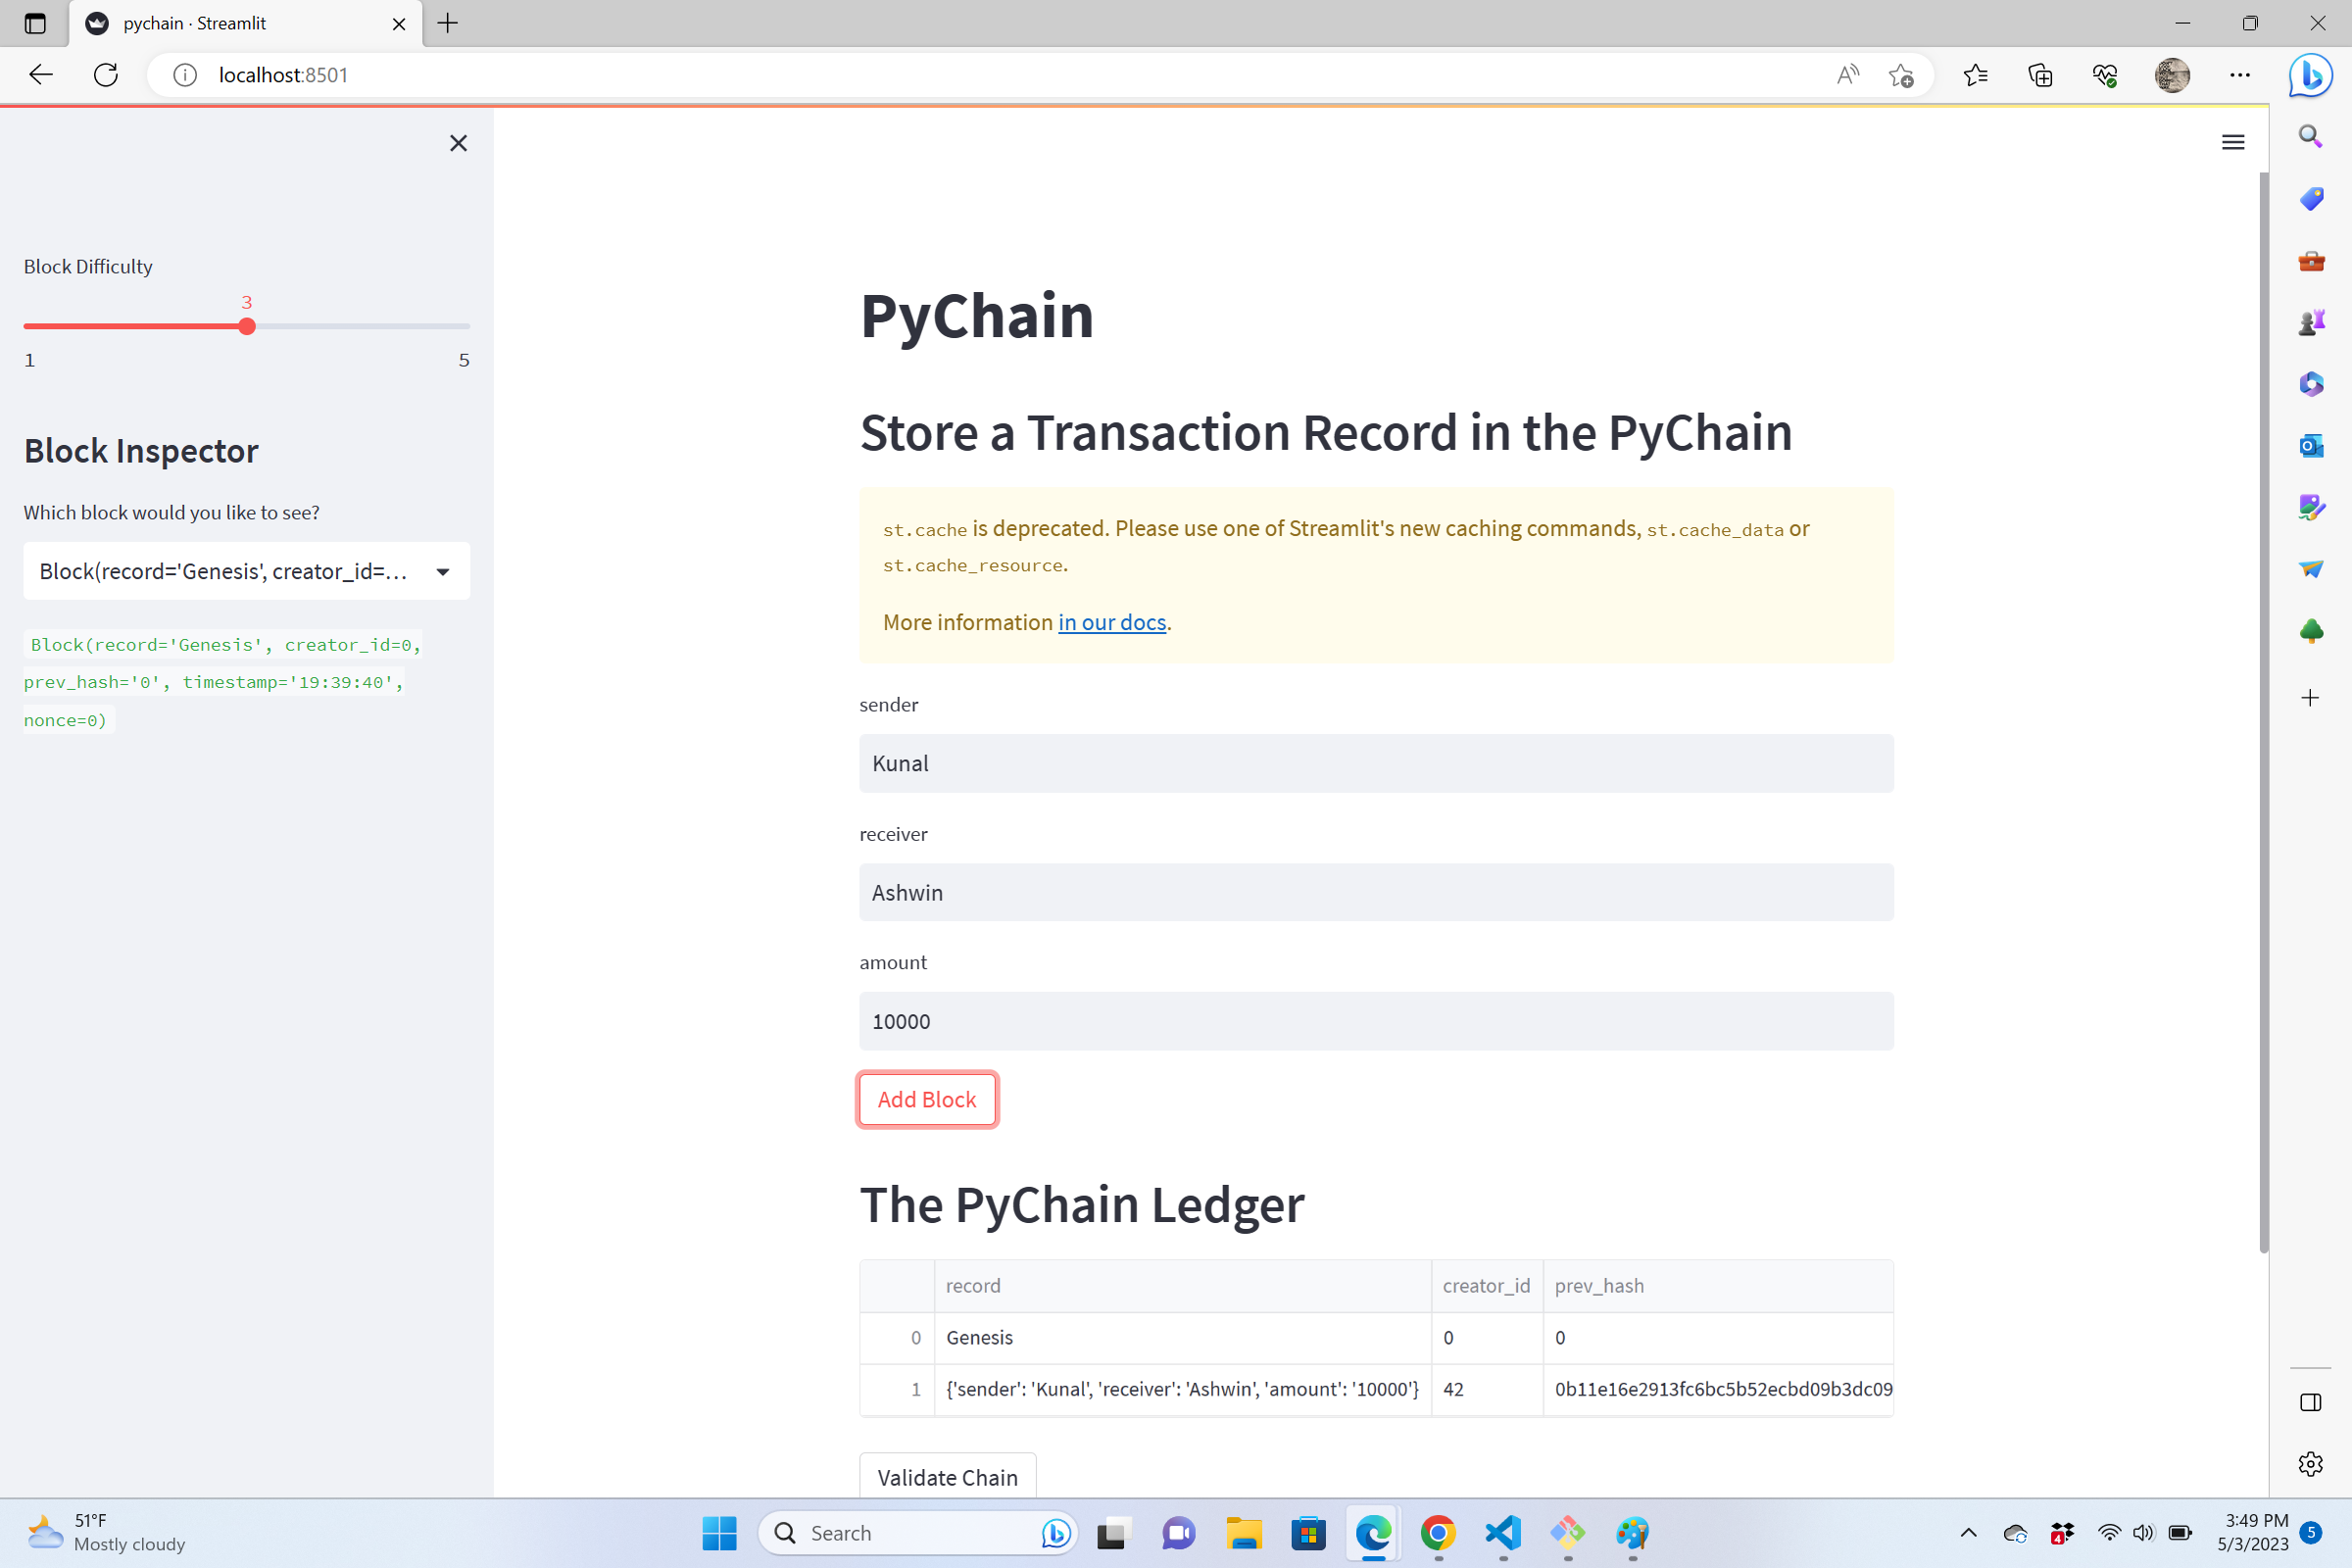 pychain · Streamlit
localhost:8501
Block Difficulty
3
1
5
Block Inspector
Which block would you like to see?
Block(record='Genesis', creator_id=...
Block(record='Genesis', creator_id=0,
prev_hash='0', timestamp='19:39:40',
nonce=0)
PyChain
Store a Transaction Record in the PyChain
st.cache is deprecated. Please use one of Streamlit's new caching commands, st.cache_data or
st.cache_resource.
More information in our docs.
sender
Kunal
receiver
Ashwin
amount
10000
Add Block
The PyChain Ledger
record creator_id prev_hash
0 Genesis 0 0
1 {'sender': 'Kunal', 'receiver': 'Ashwin', 'amount': '10000'} 42 0b11e16e2913fc6bc5b52ecbd09b3dc09
Validate Chain
51°F
Mostly cloudy
Search
4
3:49 PM
5/3/2023
5